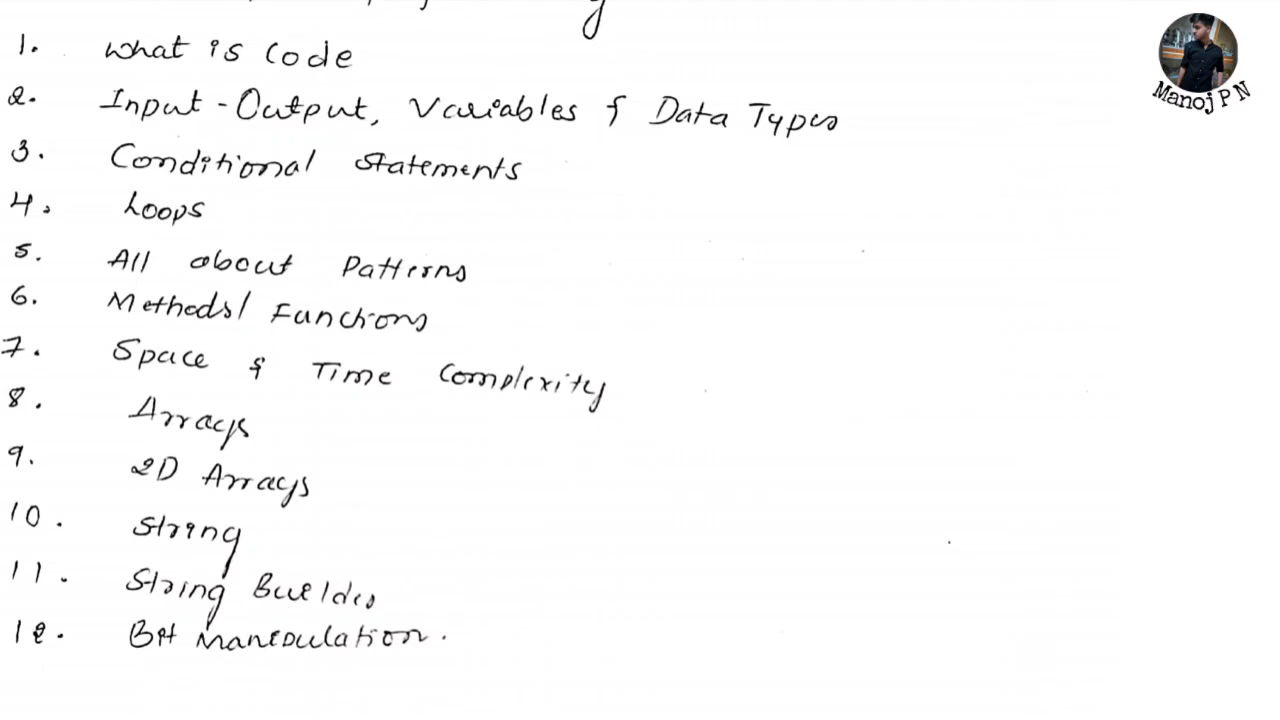 1. What is Code
2. Input - Output, Variables & Data Types
3. Conditional Statements
4. Loops
5. All about Patterns
6. Methods/ Functions
7. Space & Time Complexity
8. Arrays
9. 2D Arrays
10. String
11. String Builder
12. Bit Manipulation.
Manoj P N